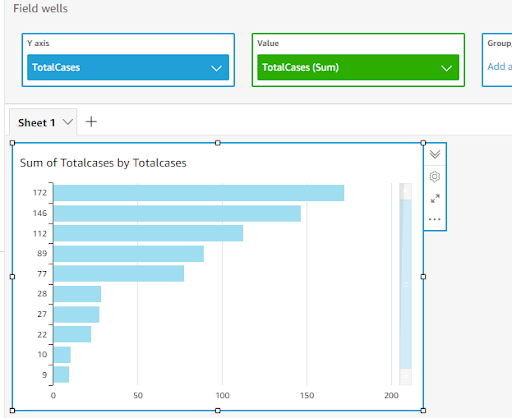 Field wells
Y axis
Value
Group,
TotalCases
TotalCases (Sum)
Add a
Sheet 1
Sum of Totalcases by Totalcases
172
146
112
89
77
28
27
22
10
9
0 50 100 150 200